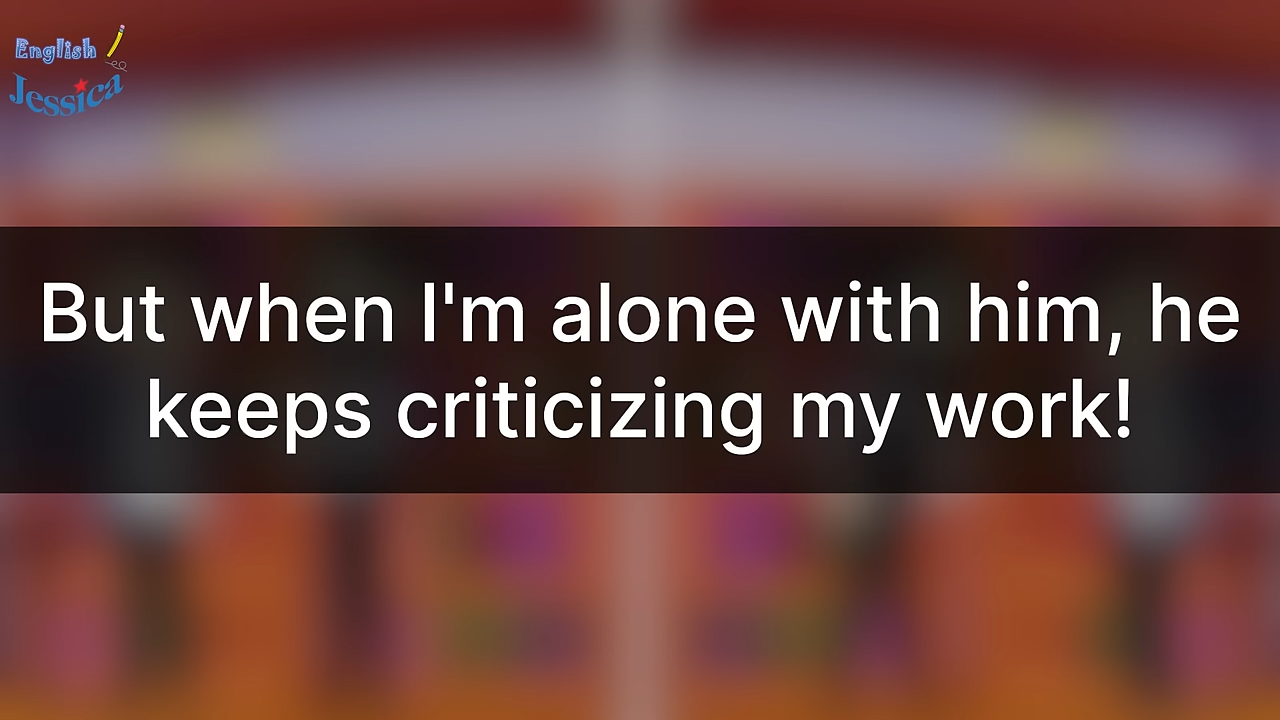 English
Jessica
But when I'm alone with him, he
keeps criticizing my work!